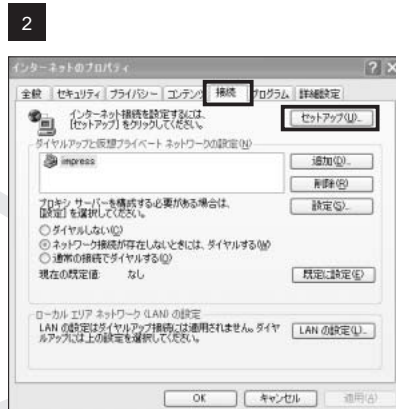 2
インターネットのプロパティ
全般 セキュリティ プライバシー コンテンツ 接続 プログラム 詳細設定
インターネット接続を設定するには、
[セットアップ] をクリックしてください。
セットアップ(U)...
ダイヤルアップと仮想プライベート ネットワークの設定(N)
impress
追加(D)...
削除(R)
プロキシ サーバーを構成する必要がある場合は、
[設定] を選択してください。
設定(S)...
ダイヤルしない(C)
ネットワーク接続が存在しないときには、ダイヤルする(W)
通常の接続でダイヤルする(O)
現在の既定値: なし
既定に設定(E)
ローカル エリア ネットワーク (LAN) の設定
LAN の設定はダイヤルアップ接続には適用されません。ダイヤ
ルアップには上の設定を選択してください。
LAN の設定(L)...
OK キャンセル 適用(A)